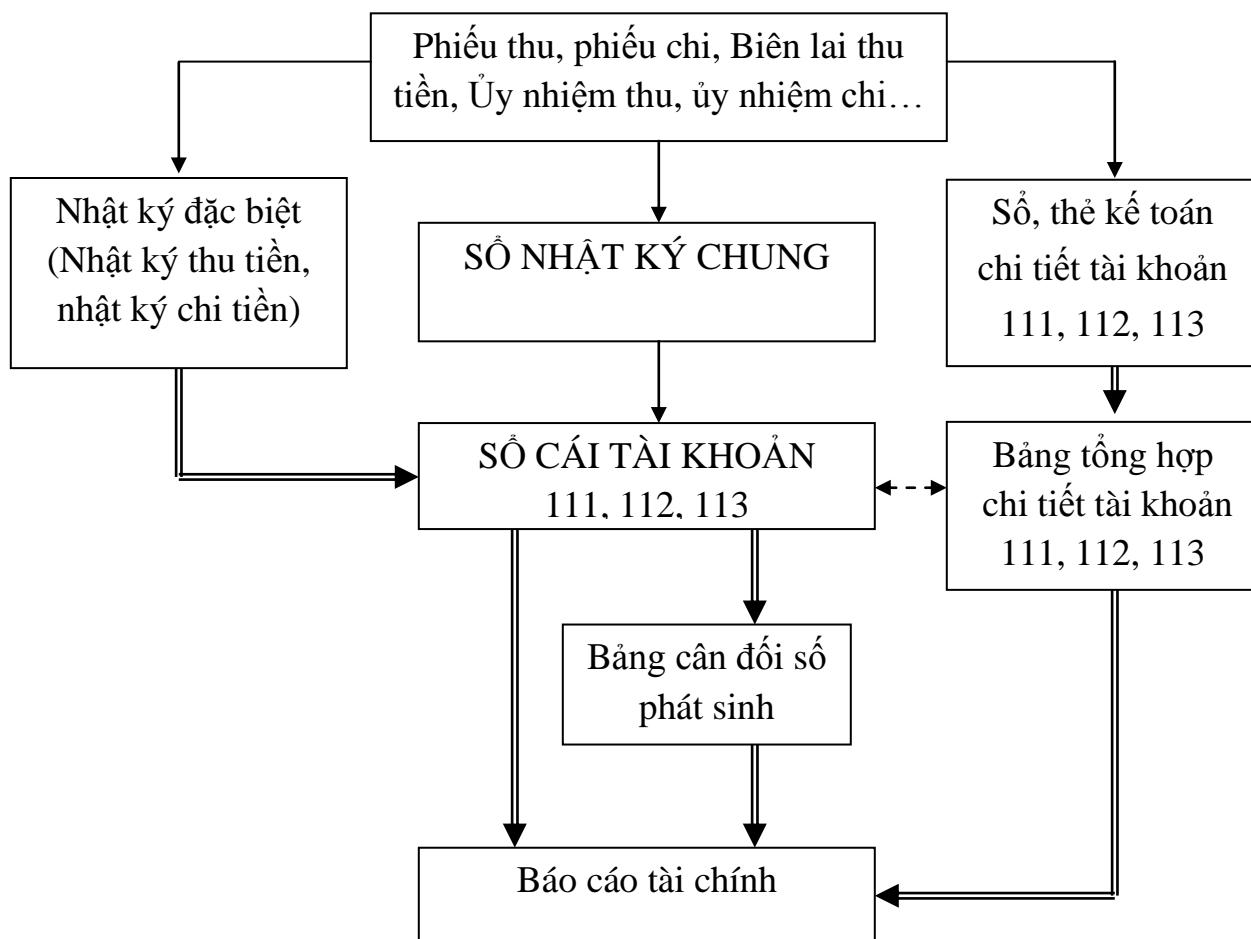 Phiếu thu, phiếu chi, Biên lai thu
tiền, Ủy nhiệm thu, ủy nhiệm chi…
Nhật ký đặc biệt
(Nhật ký thu tiền,
nhật ký chi tiền)
SỔ NHẬT KÝ CHUNG
Sổ, thẻ kế toán
chi tiết tài khoản
111, 112, 113
SỔ CÁI TÀI KHOẢN
111, 112, 113
Bảng tổng hợp
chi tiết tài khoản
111, 112, 113
Bảng cân đối số
phát sinh
Báo cáo tài chính